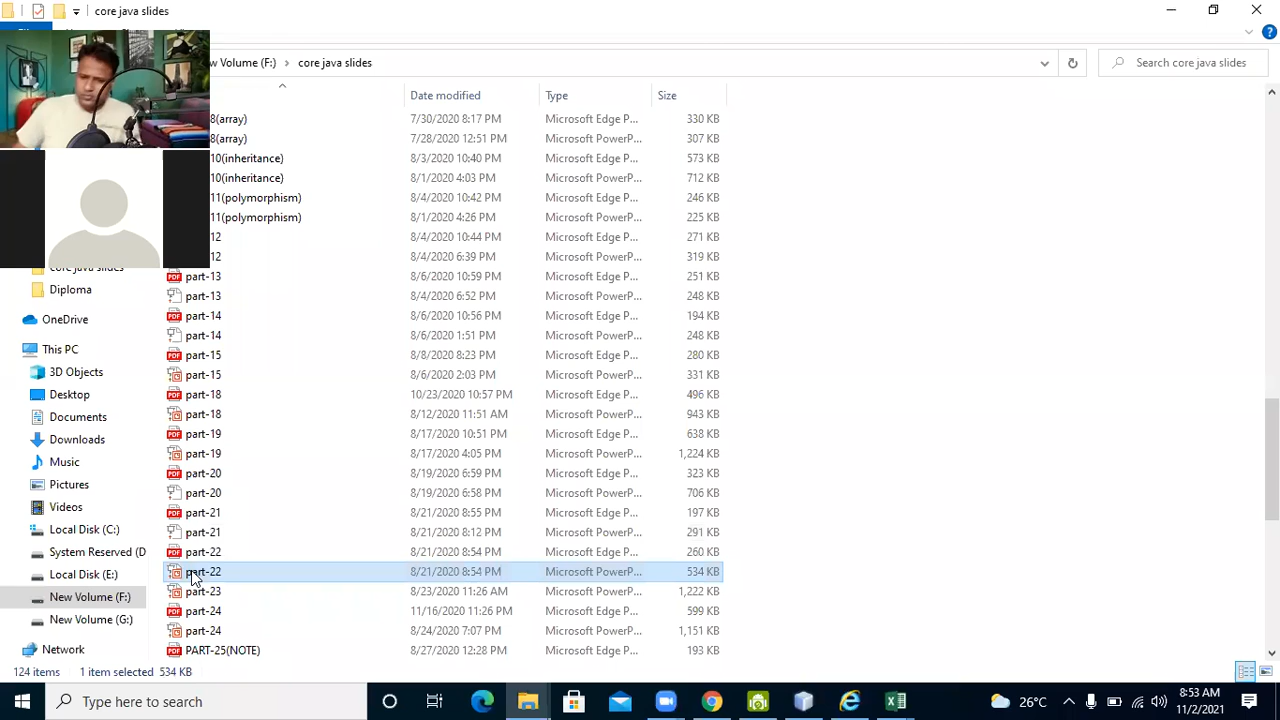 core java slides
w Volume (F:) > core java slides
Search core java slides
Date modified Type Size
8(array) 7/30/2020 8:17 PM Microsoft Edge P... 330 KB
8(array) 7/28/2020 12:51 PM Microsoft Edge P... 307 KB
10(inheritance) 8/3/2020 10:40 PM Microsoft Edge P... 573 KB
10(inheritance) 8/1/2020 4:03 PM Microsoft Edge P... 712 KB
11(polymorphism) 8/4/2020 10:42 PM Microsoft Edge P... 246 KB
11(polymorphism) 8/1/2020 4:26 PM Microsoft PowerP... 225 KB
12 8/4/2020 10:44 PM Microsoft Edge P... 271 KB
12 8/4/2020 6:39 PM Microsoft PowerP... 319 KB
part-13 8/6/2020 10:59 PM Microsoft Edge P... 251 KB
part-13 8/4/2020 6:52 PM Microsoft PowerP... 248 KB
part-14 8/6/2020 10:56 PM Microsoft Edge P... 194 KB
part-14 8/6/2020 1:51 PM Microsoft PowerP... 248 KB
part-15 8/8/2020 8:23 PM Microsoft Edge P... 280 KB
part-15 8/6/2020 2:03 PM Microsoft PowerP... 331 KB
part-18 10/23/2020 10:57 PM Microsoft Edge P... 496 KB
part-18 8/12/2020 11:51 AM Microsoft PowerP... 943 KB
part-19 8/17/2020 10:51 PM Microsoft Edge P... 638 KB
part-19 8/17/2020 4:05 PM Microsoft PowerP... 1,224 KB
part-20 8/19/2020 6:59 PM Microsoft Edge P... 323 KB
part-20 8/19/2020 6:58 PM Microsoft PowerP... 706 KB
part-21 8/21/2020 8:55 PM Microsoft Edge P... 197 KB
part-21 8/21/2020 8:12 PM Microsoft PowerP... 291 KB
part-22 8/21/2020 8:54 PM Microsoft Edge P... 260 KB
part-22 8/21/2020 8:54 PM Microsoft PowerP... 534 KB
part-23 8/23/2020 11:26 AM Microsoft PowerP... 1,222 KB
part-24 11/16/2020 11:26 PM Microsoft Edge P... 599 KB
part-24 8/24/2020 7:07 PM Microsoft PowerP... 1,151 KB
PART-25(NOTE) 8/27/2020 12:28 PM Microsoft Edge P... 193 KB
core java slides
Diploma
OneDrive
This PC
3D Objects
Desktop
Documents
Downloads
Music
Pictures
Videos
Local Disk (C:)
System Reserved (D
Local Disk (E:)
New Volume (F:)
New Volume (G:)
Network
124 items 1 item selected 534 KB
Type here to search
26°C
8:53 AM
11/2/2021